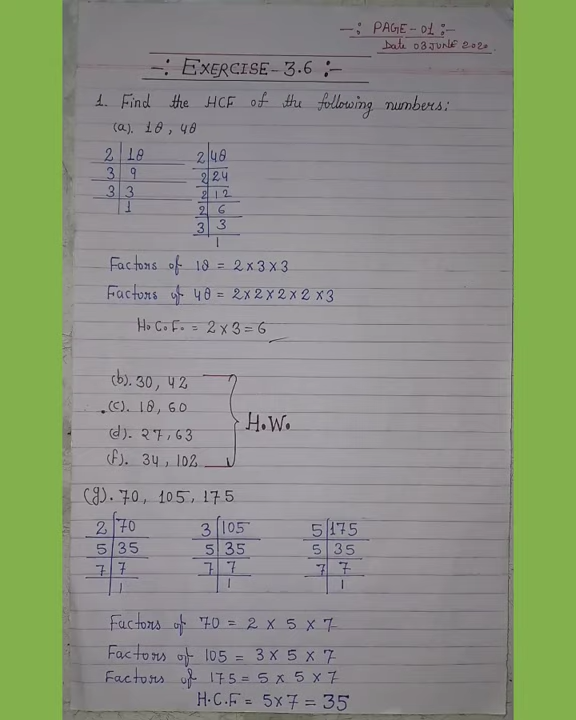 -: PAGE-01:-
Date 03 JUNE 2020
-: EXERCISE-3.6 :-
1. Find the HCF of the following numbers:
(a). 18, 48
2 18
3 9
3 3
1
2 48
2 24
2 12
2 6
3 3
1
Factors of 18 = 2×3×3
Factors of 48 = 2×2×2×2×3
H.C.F. = 2×3=6
(b). 30, 42
(c). 18, 60
(d). 27, 63
(f). 34, 102
H.W.
(g). 70, 105, 175
2 70
5 35
7 7
1
3 105
5 35
7 7
1
5 175
5 35
7 7
1
Factors of 70 = 2 × 5 × 7
Factors of 105 = 3 × 5 × 7
Factors of 175 = 5 × 5 × 7
H.C.F = 5×7 = 35